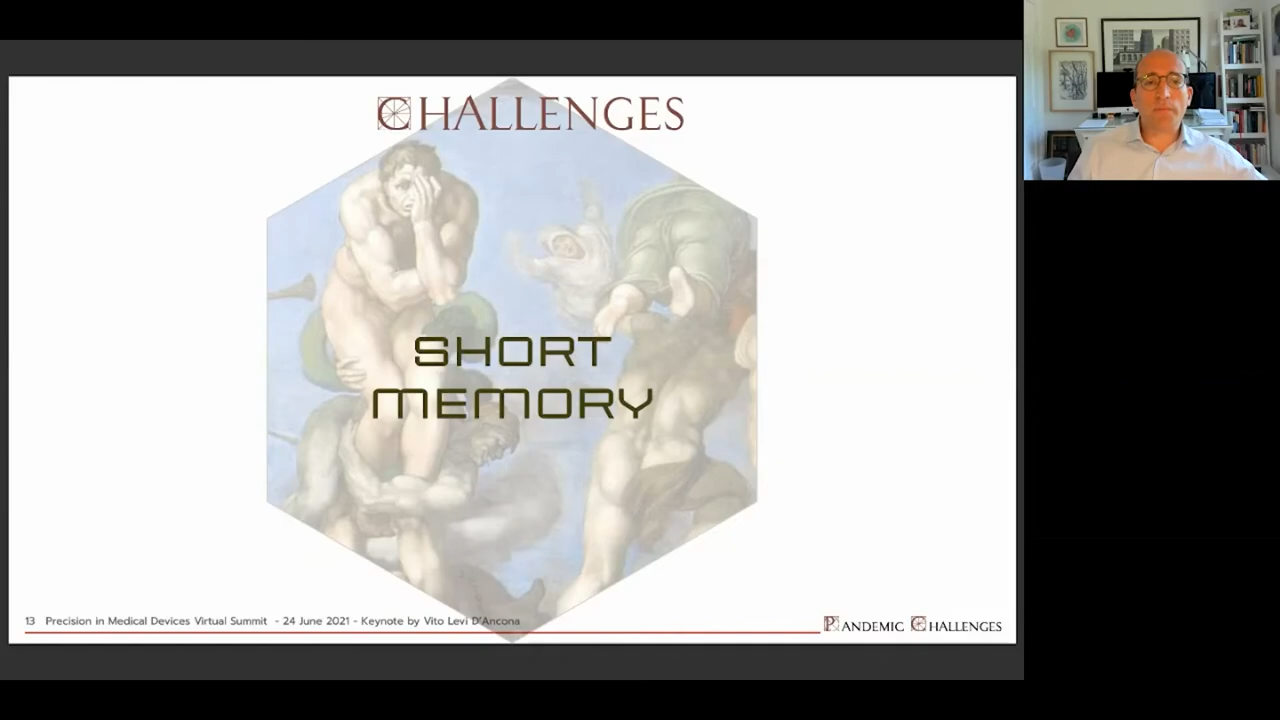 CHALLENGES
SHORT
MEMORY
13 Precision in Medical Devices Virtual Summit - 24 June 2021 - Keynote by Vito Levi D'Ancona
PANDEMIC CHALLENGES